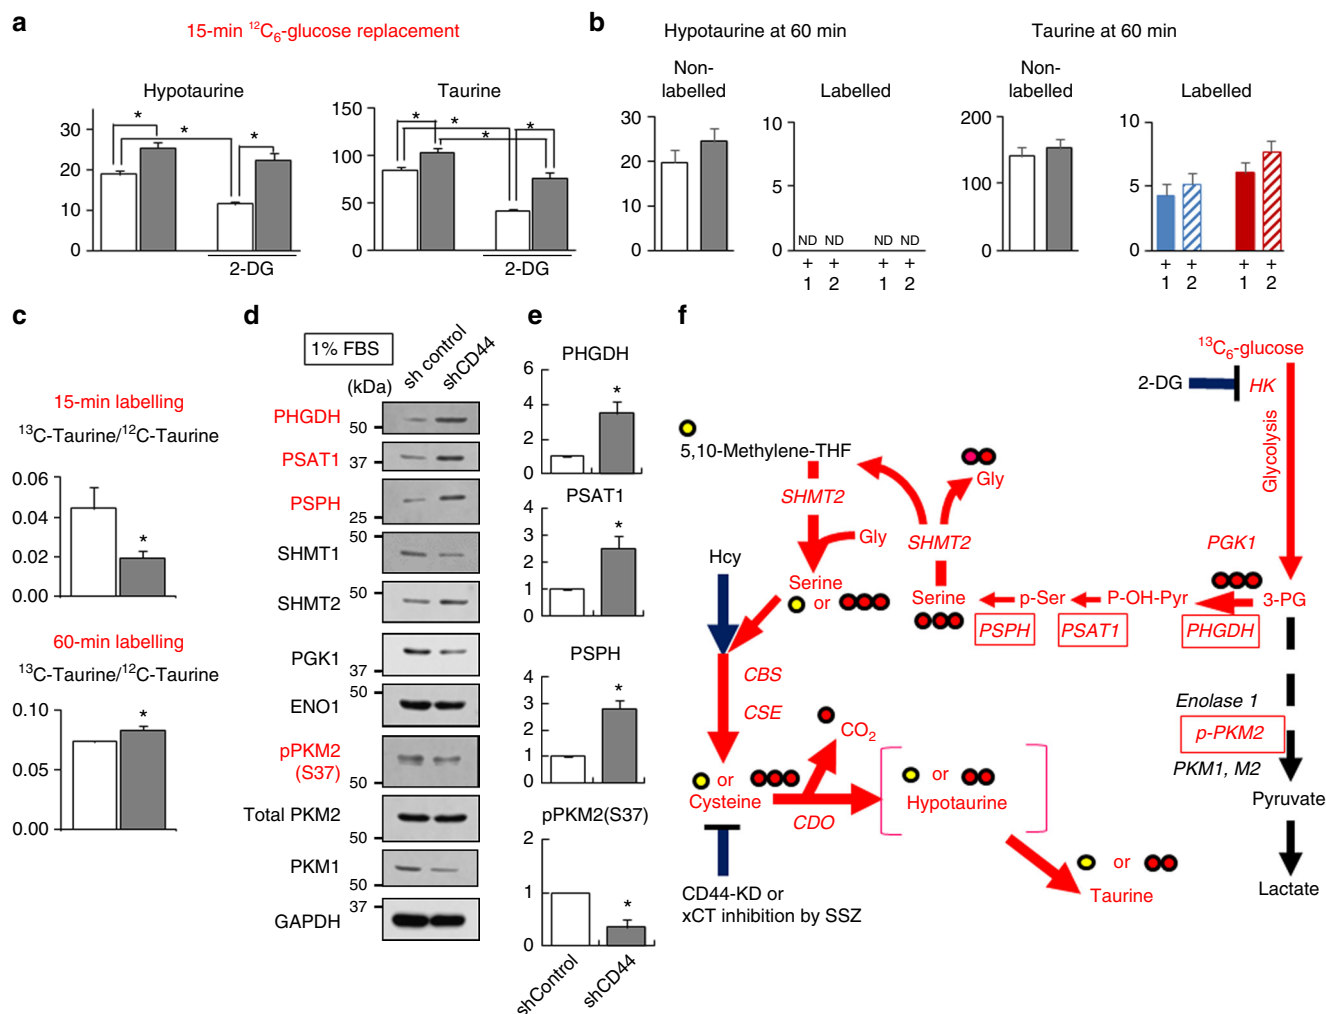 a
15-min ¹²C₆-glucose replacement
Hypotaurine
30
20
10
0
*
*
*
2-DG
Taurine
150
100
50
0
*
*
*
*
2-DG
b
Hypotaurine at 60 min
Non-
labelled
30
20
10
0
Labelled
10
5
0
ND ND ND ND
+ + + +
1 2 1 2
Taurine at 60 min
Non-
labelled
200
100
0
Labelled
10
5
0
+ + + +
1 2 1 2
c
15-min labelling
¹³C-Taurine/¹²C-Taurine
0.06
0.04
0.02
0.00
*
60-min labelling
¹³C-Taurine/¹²C-Taurine
0.10
0.05
0.00
*
d
1% FBS
sh control
shCD44
(kDa)
PHGDH
50
PSAT1
37
PSPH
25
50
SHMT1
50
SHMT2
PGK1
37
50
ENO1
pPKM2
(S37)
50
Total PKM2
50
PKM1
50
37
GAPDH
e
PHGDH
6
4
2
0
*
PSAT1
4
3
2
1
0
*
PSPH
4
3
2
1
0
*
pPKM2(S37)
2
1
0
*
shControl
shCD44
f
¹³C₆-glucose
2-DG
HK
Glycolysis
5,10-Methylene-THF
Gly
SHMT2
Gly
SHMT2
PGK1
Hcy
Serine
or
Serine
p-Ser
P-OH-Pyr
3-PG
PSPH
PSAT1
PHGDH
CBS
CSE
Enolase 1
p-PKM2
PKM1, M2
CO₂
or
Cysteine
CDO
or
Hypotaurine
Pyruvate
or
Taurine
Lactate
CD44-KD or
xCT inhibition by SSZ